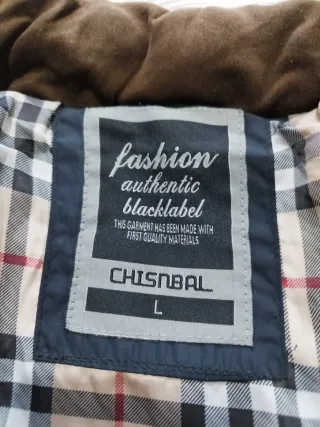 fashion
authentic
blacklabel
THIS GARMENT HAS BEEN MADE WITH
FIRST QUALITY MATERIALS
CHISNBAL
L